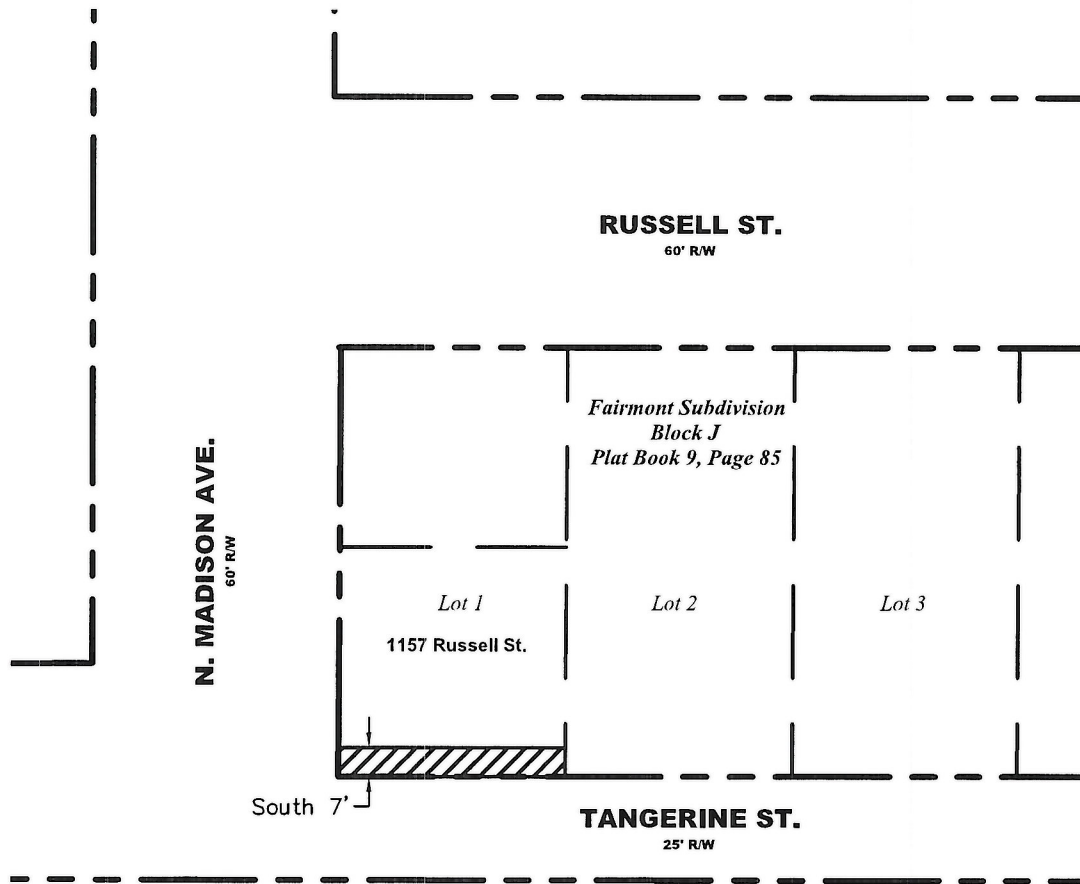 RUSSELL ST.
60' R/W
Fairmont Subdivision
Block J
Plat Book 9, Page 85
N. MADISON AVE.
60' R/W
Lot 1
Lot 2
Lot 3
1157 Russell St.
South 7'
TANGERINE ST.
25' R/W